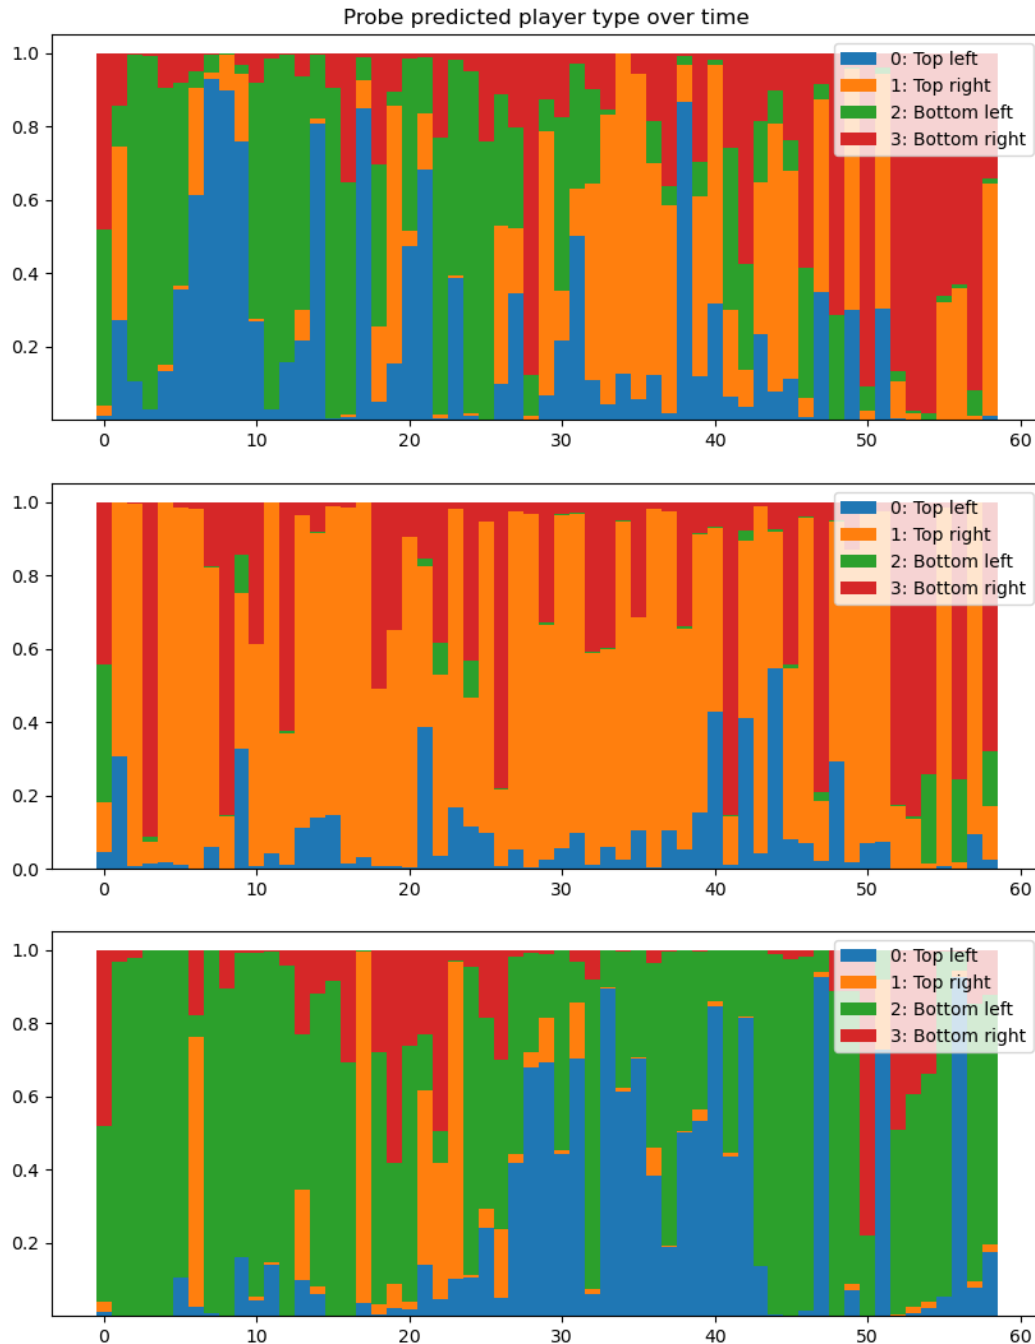 Probe predicted player type over time
1.0
0.8
0.6
0.4
0.2
0: Top left
1: Top right
2: Bottom left
3: Bottom right
0 10 20 30 40 50 60
1.0
0.8
0.6
0.4
0.2
0.0
0: Top left
1: Top right
2: Bottom left
3: Bottom right
0 10 20 30 40 50 60
1.0
0.8
0.6
0.4
0.2
0: Top left
1: Top right
2: Bottom left
3: Bottom right
0 10 20 30 40 50 60